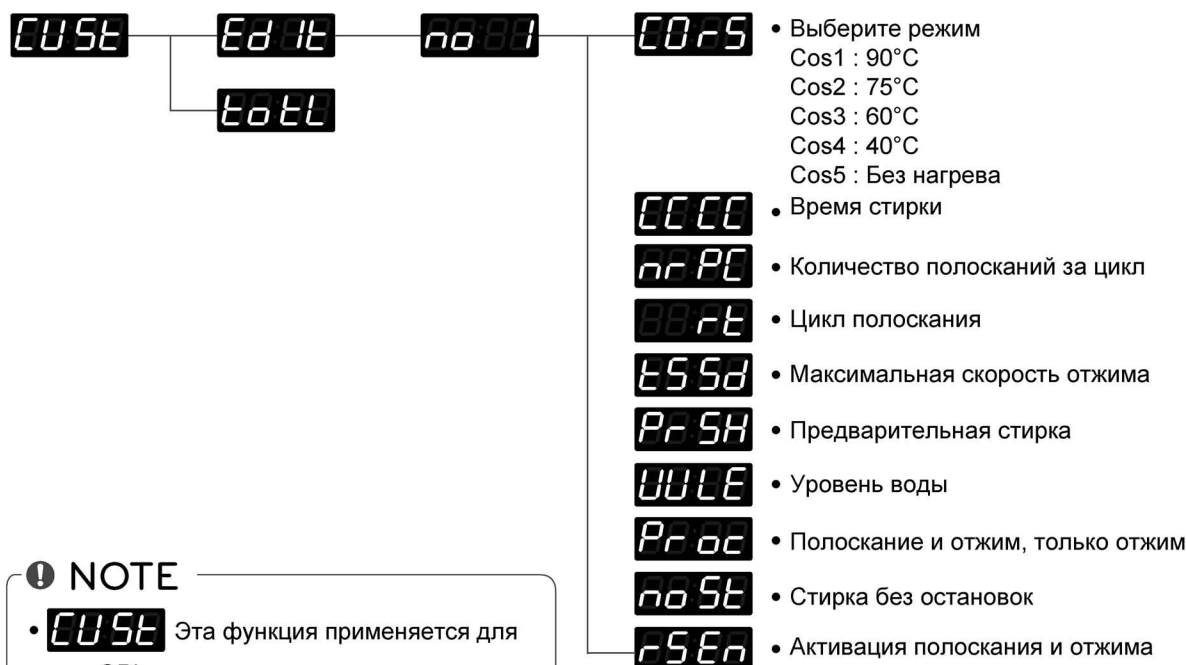 CUSt
Ed It
no 1
COrS
• Выберите режим
Cos1 : 90°C
Cos2 : 75°C
Cos3 : 60°C
Cos4 : 40°C
Cos5 : Без нагрева
totL
CCCC
• Время стирки
nrPC
• Количество полосканий за цикл
rt
• Цикл полоскания
tSSd
• Максимальная скорость отжима
PrSH
• Предварительная стирка
UULE
• Уровень воды
Proc
• Полоскание и отжим, только отжим
noSt
• Стирка без остановок
rSEn
• Активация полоскания и отжима
NOTE
• CUSt Эта функция применяется для